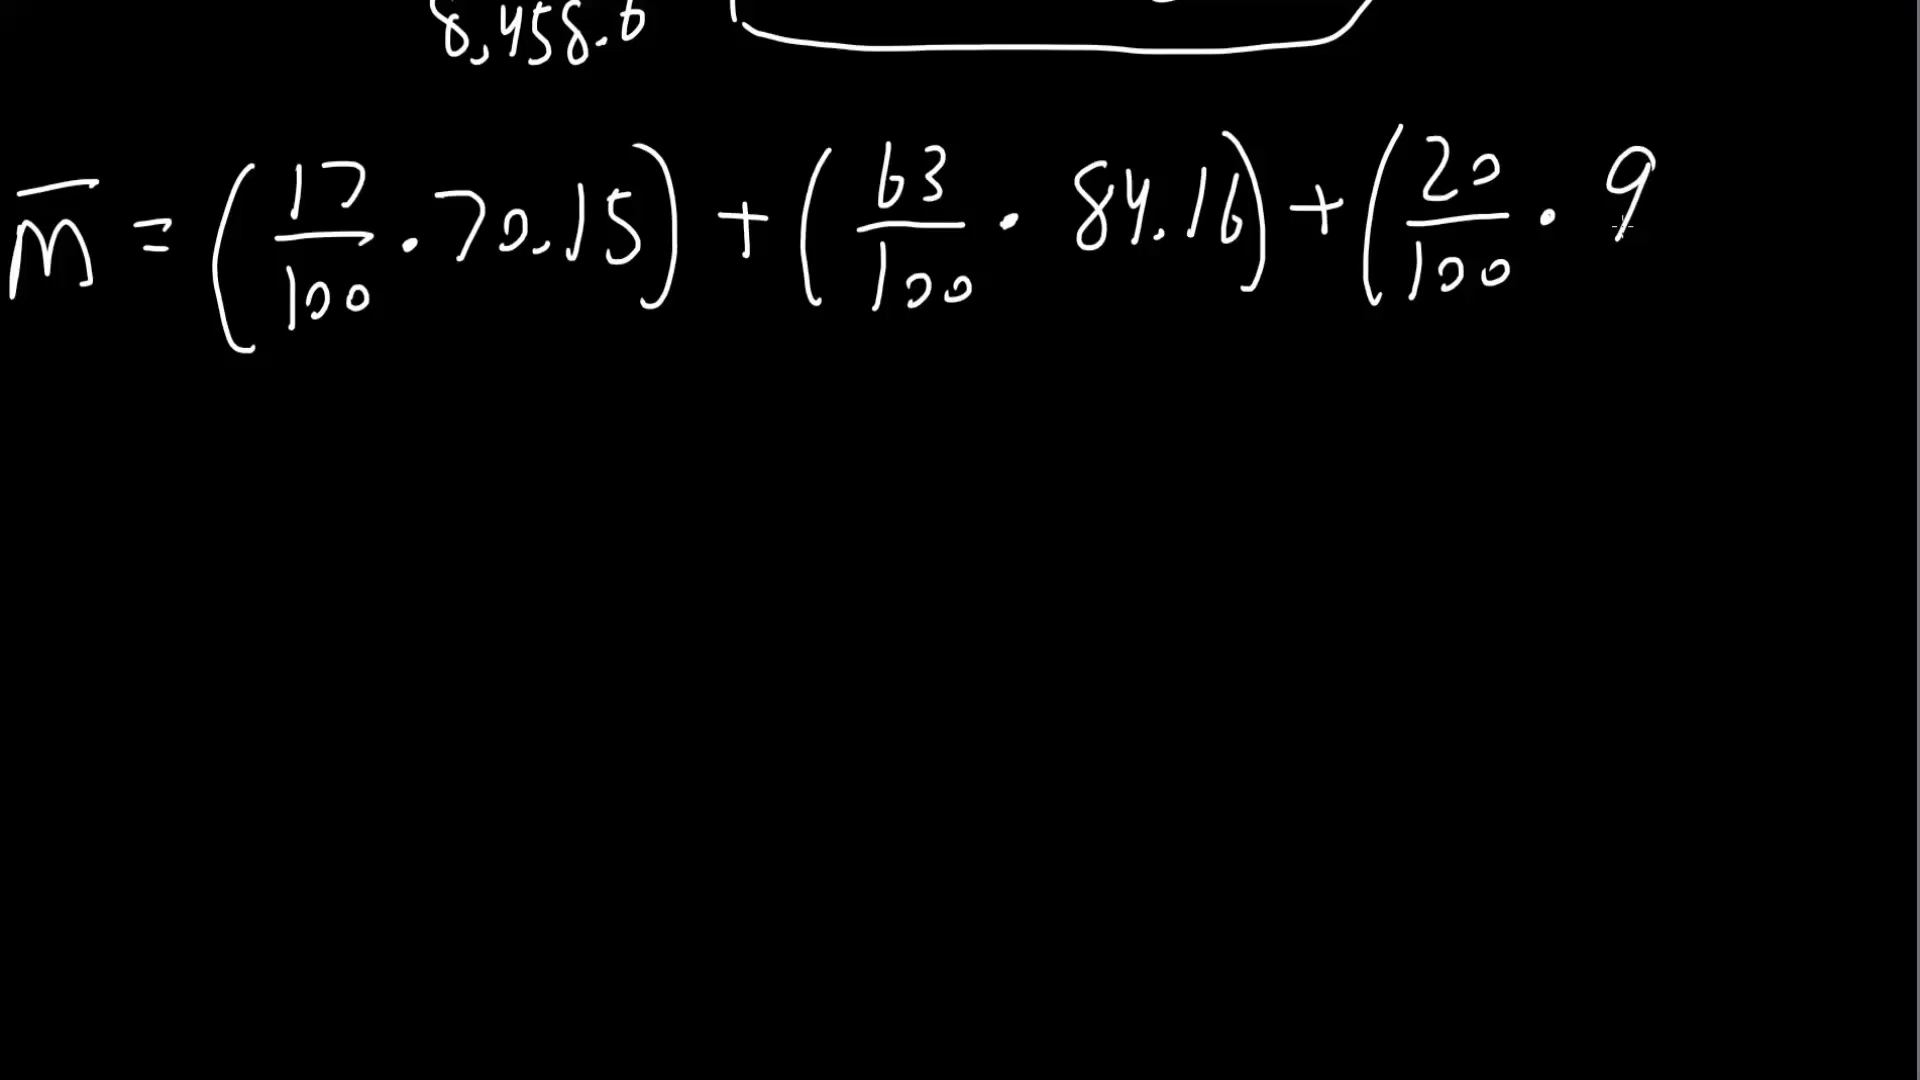 8,458.6
m̅ = (17/100 · 70.15) + (63/100 · 84.16) + (20/100 · 9